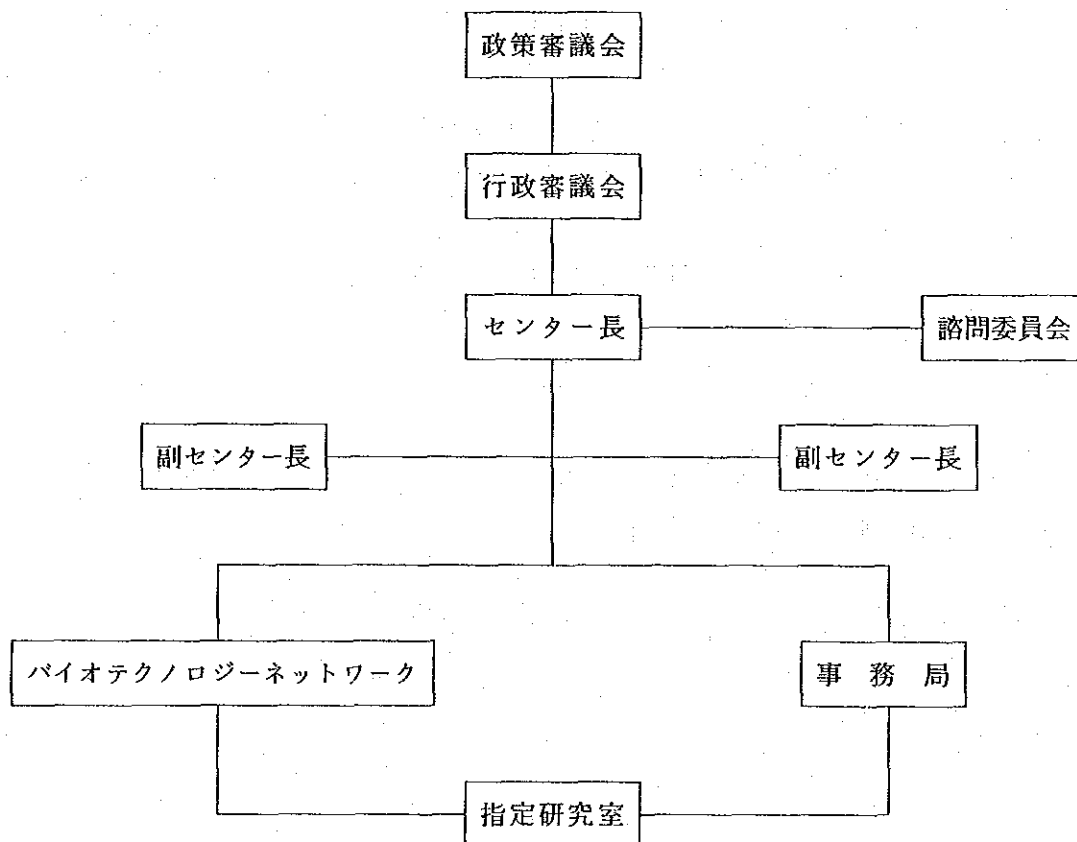 政策審議会
行政審議会
センター長
諮問委員会
副センター長
副センター長
バイオテクノロジーネットワーク
事務局
指定研究室